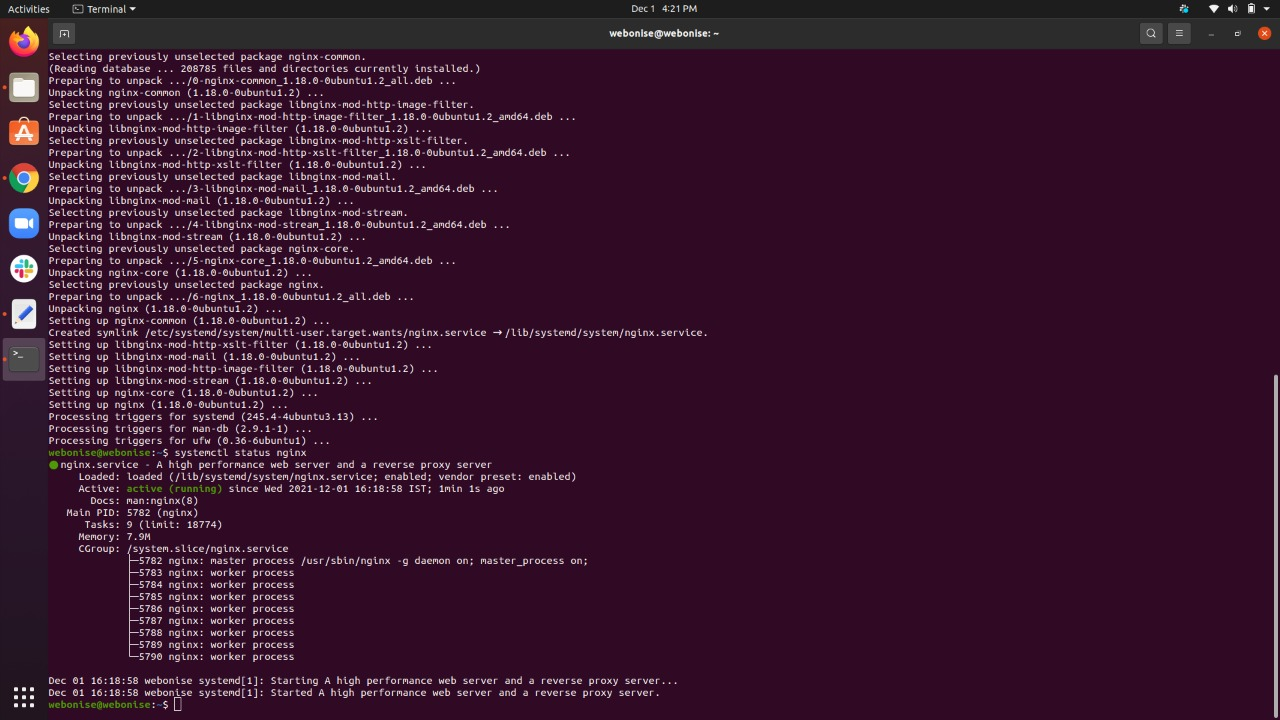 Activities
Terminal
Dec 1 4:21 PM
webonise@webonise: ~
Selecting previously unselected package nginx-common.
(Reading database ... 208785 files and directories currently installed.)
Preparing to unpack .../0-nginx-common_1.18.0-0ubuntu1.2_all.deb ...
Unpacking nginx-common (1.18.0-0ubuntu1.2) ...
Selecting previously unselected package libnginx-mod-http-image-filter.
Preparing to unpack .../1-libnginx-mod-http-image-filter_1.18.0-0ubuntu1.2_amd64.deb ...
Unpacking libnginx-mod-http-image-filter (1.18.0-0ubuntu1.2) ...
Selecting previously unselected package libnginx-mod-http-xslt-filter.
Preparing to unpack .../2-libnginx-mod-http-xslt-filter_1.18.0-0ubuntu1.2_amd64.deb ...
Unpacking libnginx-mod-http-xslt-filter (1.18.0-0ubuntu1.2) ...
Selecting previously unselected package libnginx-mod-mail.
Preparing to unpack .../3-libnginx-mod-mail_1.18.0-0ubuntu1.2_amd64.deb ...
Unpacking libnginx-mod-mail (1.18.0-0ubuntu1.2) ...
Selecting previously unselected package libnginx-mod-stream.
Preparing to unpack .../4-libnginx-mod-stream_1.18.0-0ubuntu1.2_amd64.deb ...
Unpacking libnginx-mod-stream (1.18.0-0ubuntu1.2) ...
Selecting previously unselected package nginx-core.
Preparing to unpack .../5-nginx-core_1.18.0-0ubuntu1.2_amd64.deb ...
Unpacking nginx-core (1.18.0-0ubuntu1.2) ...
Selecting previously unselected package nginx.
Preparing to unpack .../6-nginx_1.18.0-0ubuntu1.2_all.deb ...
Unpacking nginx (1.18.0-0ubuntu1.2) ...
Setting up nginx-common (1.18.0-0ubuntu1.2) ...
Created symlink /etc/systemd/system/multi-user.target.wants/nginx.service → /lib/systemd/system/nginx.service.
Setting up libnginx-mod-http-xslt-filter (1.18.0-0ubuntu1.2) ...
Setting up libnginx-mod-mail (1.18.0-0ubuntu1.2) ...
Setting up libnginx-mod-http-image-filter (1.18.0-0ubuntu1.2) ...
Setting up libnginx-mod-stream (1.18.0-0ubuntu1.2) ...
Setting up nginx-core (1.18.0-0ubuntu1.2) ...
Setting up nginx (1.18.0-0ubuntu1.2) ...
Processing triggers for systemd (245.4-4ubuntu3.13) ...
Processing triggers for man-db (2.9.1-1) ...
Processing triggers for ufw (0.36-6ubuntu1) ...
webonise@webonise:~$ systemctl status nginx
● nginx.service - A high performance web server and a reverse proxy server
Loaded: loaded (/lib/systemd/system/nginx.service; enabled; vendor preset: enabled)
Active: active (running) since Wed 2021-12-01 16:18:58 IST; 1min 1s ago
Docs: man:nginx(8)
Main PID: 5782 (nginx)
Tasks: 9 (limit: 18774)
Memory: 7.9M
CGroup: /system.slice/nginx.service
├─5782 nginx: master process /usr/sbin/nginx -g daemon on; master_process on;
├─5783 nginx: worker process
├─5784 nginx: worker process
├─5785 nginx: worker process
├─5786 nginx: worker process
├─5787 nginx: worker process
├─5788 nginx: worker process
├─5789 nginx: worker process
└─5790 nginx: worker process
Dec 01 16:18:58 webonise systemd[1]: Starting A high performance web server and a reverse proxy server...
Dec 01 16:18:58 webonise systemd[1]: Started A high performance web server and a reverse proxy server.
webonise@webonise:~$